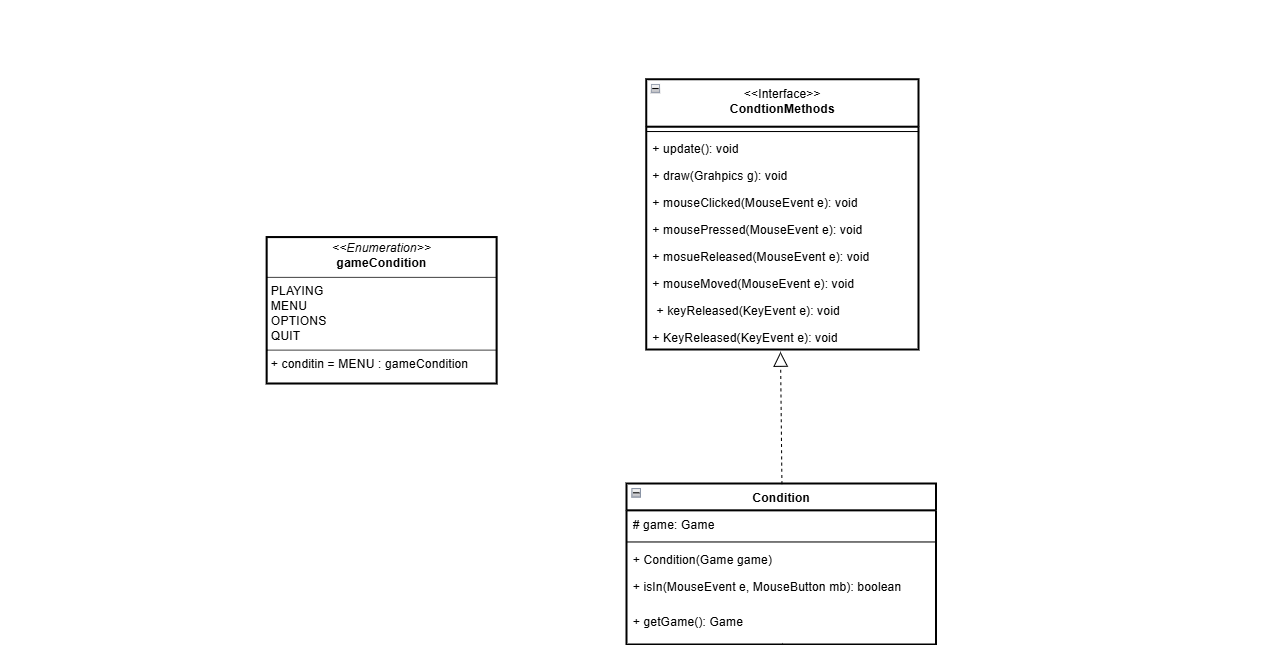 <<Interface>>
CondtionMethods
+ update(): void
+ draw(Grahpics g): void
+ mouseClicked(MouseEvent e): void
+ mousePressed(MouseEvent e): void
+ mosueReleased(MouseEvent e): void
+ mouseMoved(MouseEvent e): void
+ keyReleased(KeyEvent e): void
+ KeyReleased(KeyEvent e): void
<<Enumeration>>
gameCondition
PLAYING
MENU
OPTIONS
QUIT
+ conditin = MENU : gameCondition
Condition
# game: Game
+ Condition(Game game)
+ isIn(MouseEvent e, MouseButton mb): boolean
+ getGame(): Game